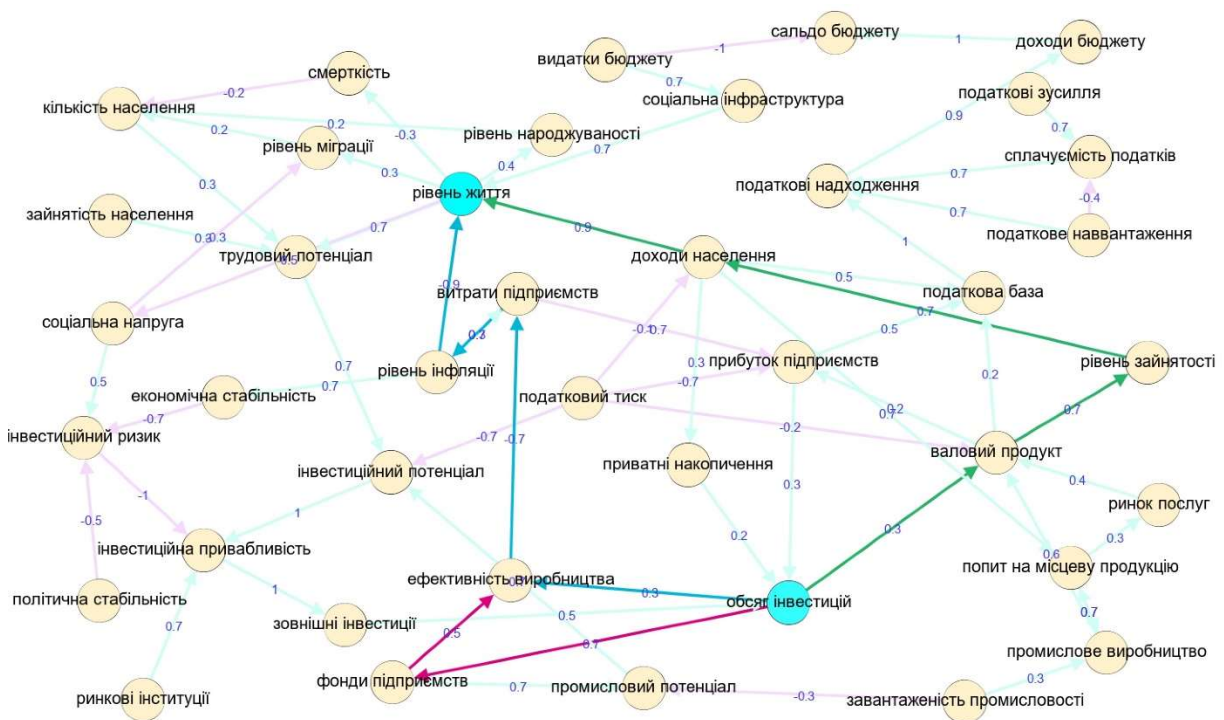 сальдо бюджету
1
доходи бюджету
видатки бюджету
-1
смерткість
0.7
соціальна інфраструктура
податкові зусилля
кількість населення
-0.2
0.2
0.2
рівень народжуваності
0.9
0.7
рівень міграції
-0.3
0.4
0.7
сплачуємість податків
0.3
рівень життя
податкові надходження
0.7
0.3
-0.4
зайнятість населення
0.7
0.9
0.7
податкове наввантаження
0.3
трудовий потенціал
доходи населення
1
0.5
податкова база
витрати підприємств
соціальна напруга
-0.9
0.7
0.5
0.7
прибуток підприємств
0.3
рівень зайнятості
0.7
рівень інфляції
0.5
економічна стабільність
0.7
податковий тиск
-0.7
0.2
0.2
0.7
-0.7
0.7
-0.2
інвестиційний ризик
-0.7
-0.7
валовий продукт
інвестиційний потенціал
приватні накопичення
0.3
0.4
-1
ринок послуг
-0.5
1
0.2
0.3
0.3
інвестиційна привабливість
0.6
попит на місцеву продукцію
ефективність виробництва
0.3
політична стабільність
1
обсяг інвестицій
зовнішні інвестиції
0.5
0.7
0.7
0.5
0.7
промислове виробництво
ринкові інституції
фонди підприємств
0.7
промисловий потенціал
-0.3
завантаженість промисловості
0.3